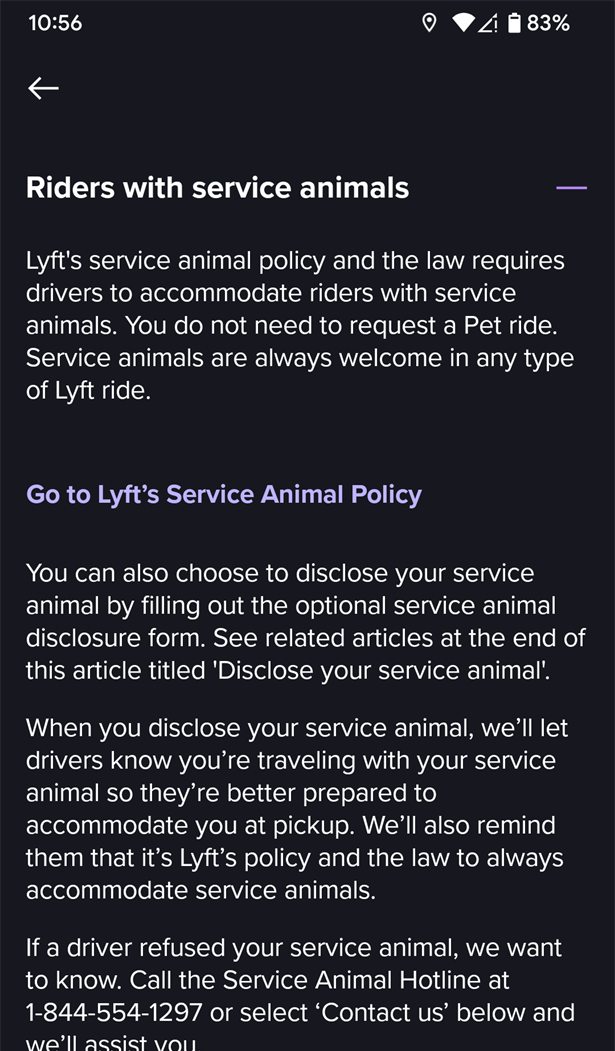 10:56
83%
Riders with service animals
Lyft's service animal policy and the law requires
drivers to accommodate riders with service
animals. You do not need to request a Pet ride.
Service animals are always welcome in any type
of Lyft ride.
Go to Lyft’s Service Animal Policy
You can also choose to disclose your service
animal by filling out the optional service animal
disclosure form. See related articles at the end of
this article titled 'Disclose your service animal'.
When you disclose your service animal, we’ll let
drivers know you’re traveling with your service
animal so they’re better prepared to
accommodate you at pickup. We’ll also remind
them that it’s Lyft’s policy and the law to always
accommodate service animals.
If a driver refused your service animal, we want
to know. Call the Service Animal Hotline at
1-844-554-1297 or select ‘Contact us’ below and
we’ll assist you